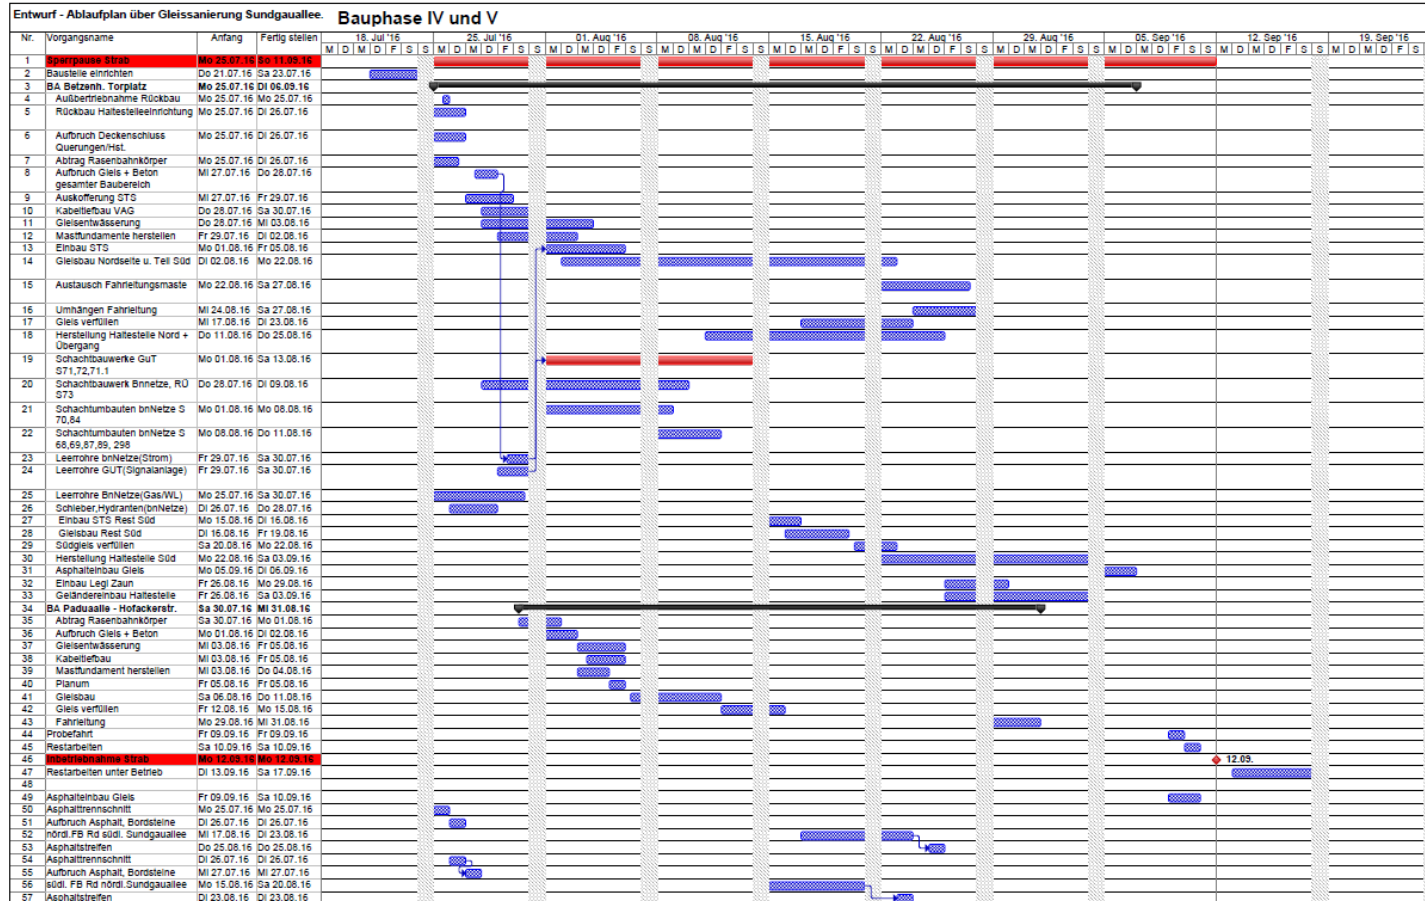 Entwurf - Ablaufplan über Gleissanierung Sundgauallee. Bauphase IV und V
Nr. Vorgangsname Anfang Fertig stellen 18. Jul '16 25. Jul '16 01. Aug '16 08. Aug '16 15. Aug '16 22. Aug '16 29. Aug '16 05. Sep '16 12. Sep '16 19. Sep '16
M D M D F S S M D M D F S S M D M D F S S M D M D F S S M D M D F S S M D M D F S S M D M D F S S M D M D F S S M D M D F S S M D M D F S
1 Sperrpause Strab Mo 25.07.16 So 11.09.16
2 Baustelle einrichten Do 21.07.16 Sa 23.07.16
3 BA Betzenh. Torplatz Mo 25.07.16 DI 06.09.16
4 Außbertriebnahme Rückbau Mo 25.07.16 Mo 25.07.16
5 Rückbau Haltestelleeinrichtung Mo 25.07.16 DI 26.07.16
6 Aufbruch Deckenschluss Mo 25.07.16 DI 26.07.16
Querungen/Hst.
7 Abtrag Rasenbahnkörper Mo 25.07.16 DI 26.07.16
8 Aufbruch Gleis + Beton MI 27.07.16 Do 28.07.16
gesamter Baubereich
9 Auskofferung STS MI 27.07.16 Fr 29.07.16
10 Kabeltiefbau VAG Do 28.07.16 Sa 30.07.16
11 Gleisentwässerung Do 28.07.16 MI 03.08.16
12 Mastfundamente herstellen Fr 29.07.16 DI 02.08.16
13 Einbau STS Mo 01.08.16 Fr 05.08.16
14 Gleisbau Nordseite u. Teil Süd DI 02.08.16 Mo 22.08.16
15 Austausch Fahrleitungsmaste Mo 22.08.16 Sa 27.08.16
16 Umhängen Fahrleitung MI 24.08.16 Sa 27.08.16
17 Gleis verfüllen MI 17.08.16 DI 23.08.16
18 Herstellung Haltestelle Nord + Do 11.08.16 Do 25.08.16
Übergang
19 Schachtbauwerke GuT Mo 01.08.16 Sa 13.08.16
S71,72,71.1
20 Schachtbauwerk Bnnetze, RÜ Do 28.07.16 DI 09.08.16
S73
21 Schachtumbauten bnNetze S Mo 01.08.16 Mo 08.08.16
70,84
22 Schachtumbauten bnNetze S Mo 08.08.16 Do 11.08.16
68,69,87,89, 298
23 Leerrohre bnNetze(Strom) Fr 29.07.16 Sa 30.07.16
24 Leerrohre GUT(Signalanlage) Fr 29.07.16 Sa 30.07.16
25 Leerrohre BnNetze(Gas/WL) Mo 25.07.16 Sa 30.07.16
26 Schieber,Hydranten(bnNetze) DI 26.07.16 Do 28.07.16
27 Einbau STS Rest Süd Mo 15.08.16 DI 16.08.16
28 Gleisbau Rest Süd DI 16.08.16 Fr 19.08.16
29 Südgleis verfüllen Sa 20.08.16 Mo 22.08.16
30 Herstellung Haltestelle Süd Mo 22.08.16 Sa 03.09.16
31 Asphalteinbau Gleis Mo 05.09.16 DI 06.09.16
32 Einbau Legi Zaun Fr 26.08.16 Mo 29.08.16
33 Geländereinbau Haltestelle Fr 26.08.16 Sa 03.09.16
34 BA Paduaalle - Hofackerstr. Sa 30.07.16 MI 31.08.16
35 Abtrag Rasenbahnkörper Sa 30.07.16 Mo 01.08.16
36 Aufbruch Gleis + Beton Mo 01.08.16 DI 02.08.16
37 Gleisentwässerung MI 03.08.16 Fr 05.08.16
38 Kabeltiefbau MI 03.08.16 Fr 05.08.16
39 Mastfundament herstellen MI 03.08.16 Do 04.08.16
40 Planum Fr 05.08.16 Fr 05.08.16
41 Gleisbau Sa 06.08.16 Do 11.08.16
42 Gleis verfüllen Fr 12.08.16 Mo 15.08.16
43 Fahrleitung Mo 29.08.16 MI 31.08.16
44 Probefahrt Fr 09.09.16 Fr 09.09.16
45 Restarbeiten Sa 10.09.16 Sa 10.09.16
46 Inbetriebnahme Strab Mo 12.09.16 Mo 12.09.16 12.09.
47 Restarbeiten unter Betrieb DI 13.09.16 Sa 17.09.16
48
49 Asphalteinbau Gleis Fr 09.09.16 Sa 10.09.16
50 Asphalttrennschnitt Mo 25.07.16 Mo 25.07.16
51 Aufbruch Asphalt, Bordsteine DI 26.07.16 DI 26.07.16
52 nördl.FB Rd südl. Sundgauallee MI 17.08.16 DI 23.08.16
53 Asphaltstreifen Do 25.08.16 Do 25.08.16
54 Asphalttrennschnitt DI 26.07.16 DI 26.07.16
55 Aufbruch Asphalt, Bordsteine MI 27.07.16 MI 27.07.16
56 südl. FB Rd nördl.Sundgauallee Mo 15.08.16 Sa 20.08.16
57 Asphaltstreifen DI 23.08.16 DI 23.08.16